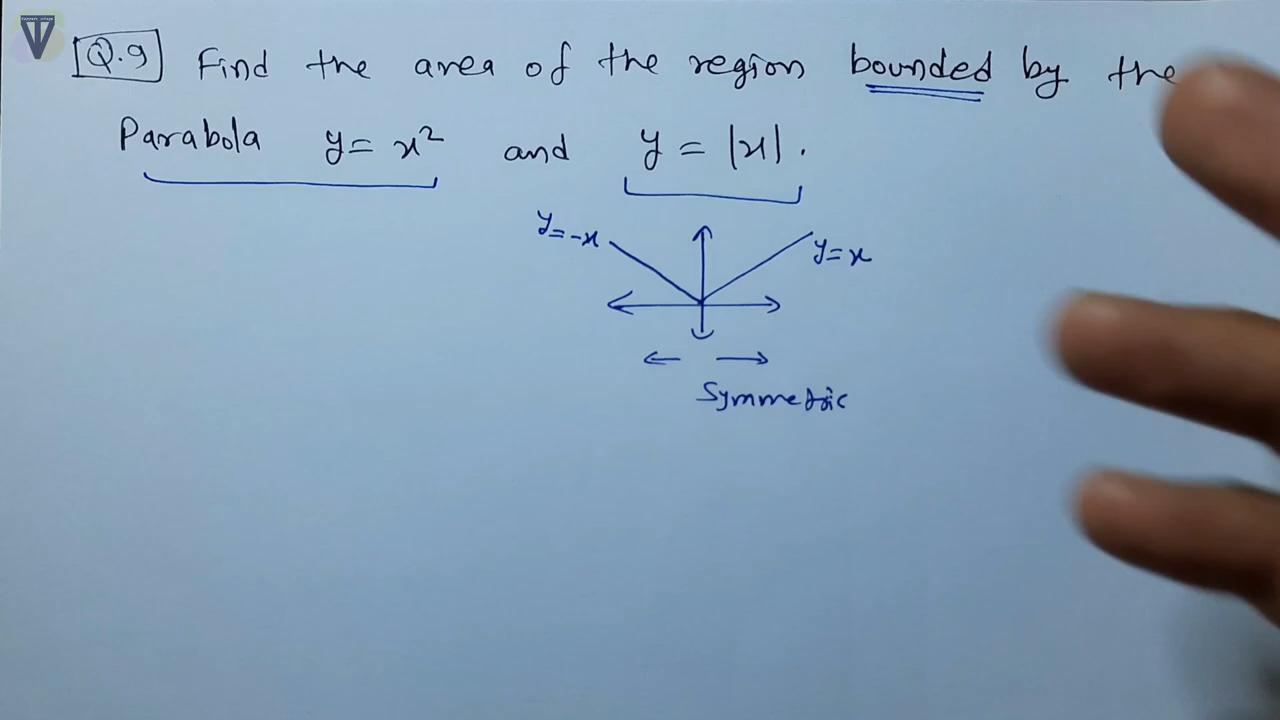 Q.9 Find the area of the region bounded by the
Parabola y = x² and y = |x|.
y=-x
y=x
Symmetric